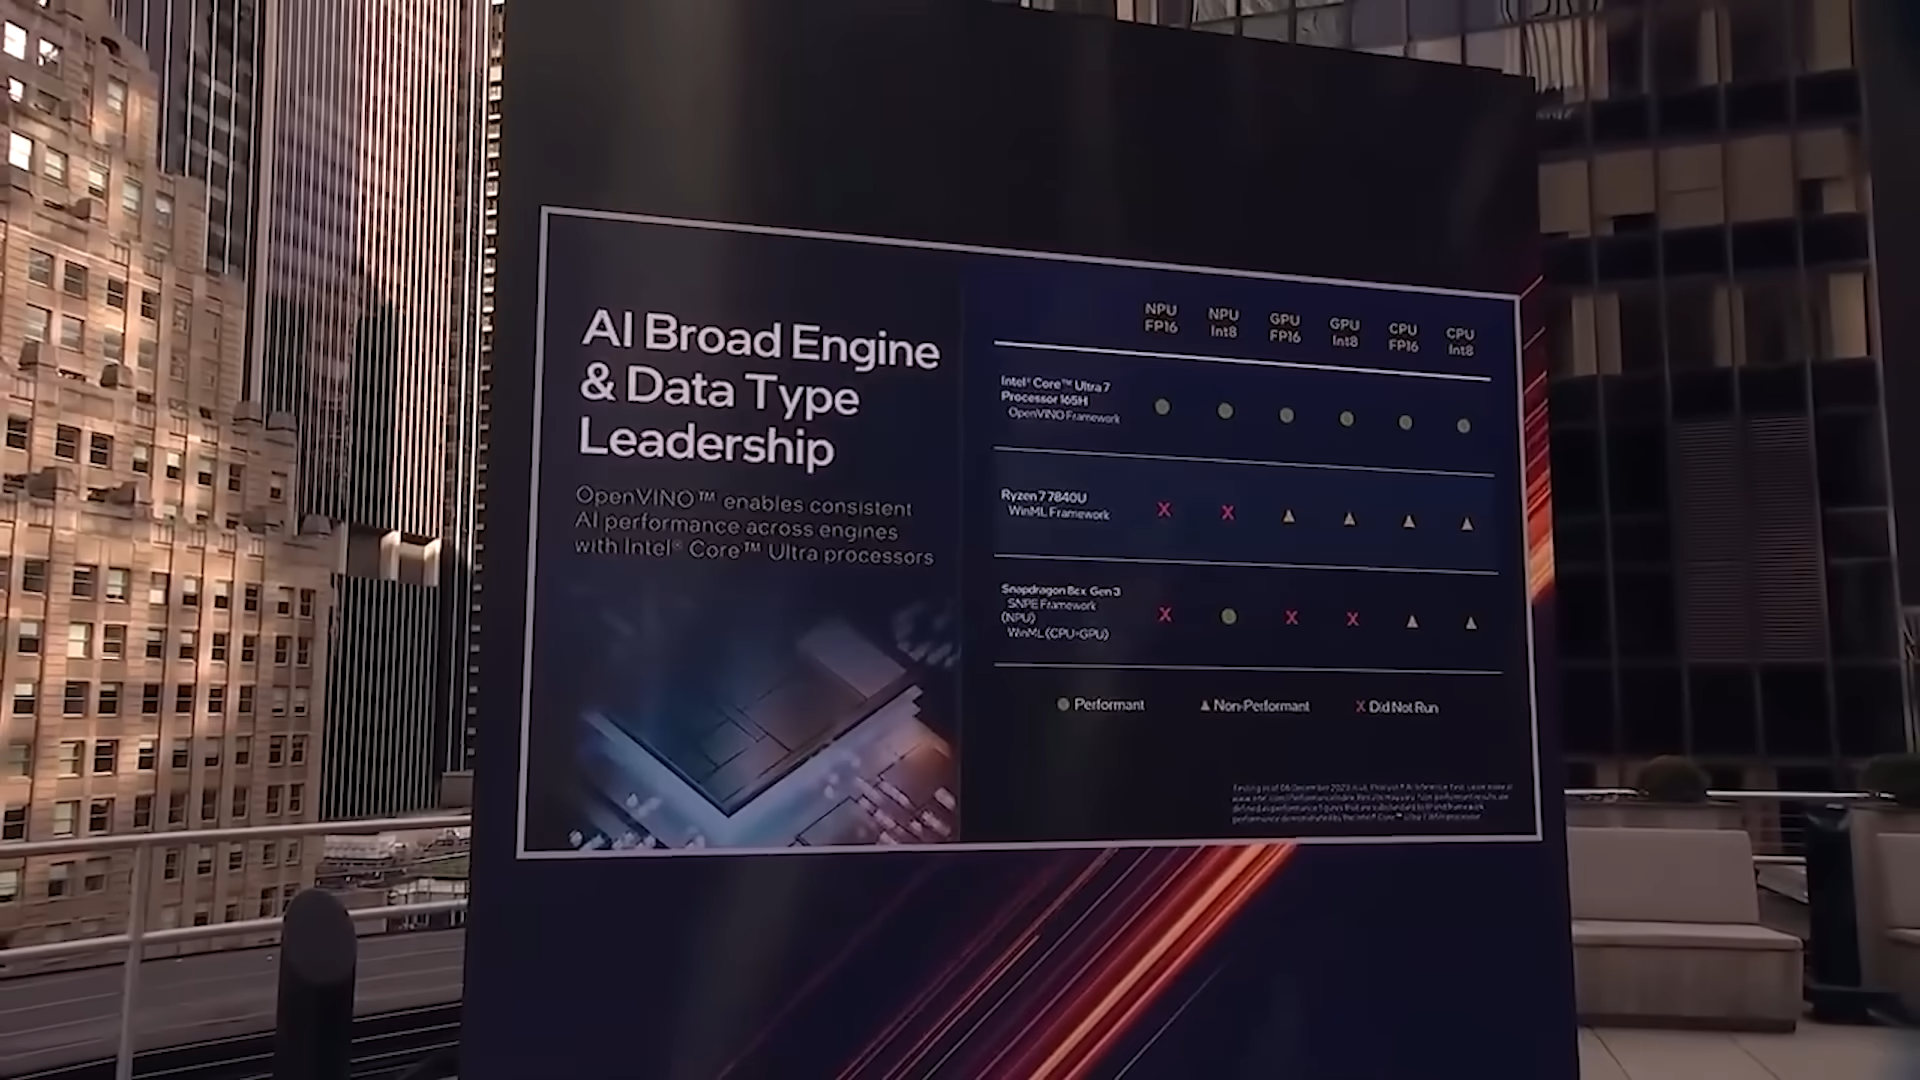 AI Broad Engine
& Data Type
Leadership
OpenVINO™ enables consistent
AI performance across engines
with Intel® Core™ Ultra processors
NPU FP16 NPU Int8 GPU FP16 GPU Int8 CPU FP16 CPU Int8
Intel® Core™ Ultra 7
Processor 165H
OpenVINO Framework
Ryzen 7 7840U
WinML Framework
X X
Snapdragon 8cx Gen 3
SNPE Framework
(NPU)
WinML (CPU+GPU)
X X X
Performant Non-Performant X Did Not Run